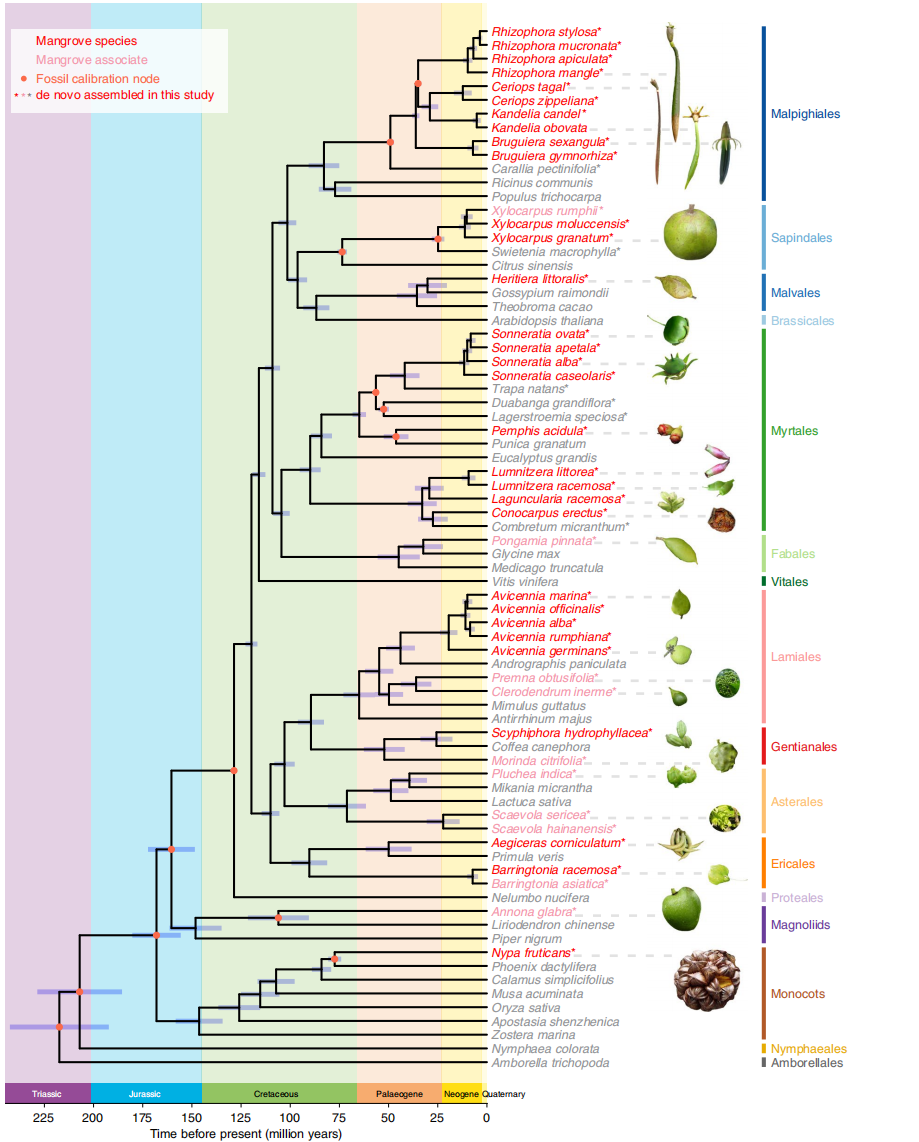 Mangrove species
Mangrove associate
Fossil calibration node
*** de novo assembled in this study
Rhizophora stylosa*
Rhizophora mucronata*
Rhizophora apiculata*
Rhizophora mangle*
Ceriops tagal*
Ceriops zippeliana*
Kandelia candel*
Kandelia obovata
Bruguiera sexangula*
Bruguiera gymnorhiza*
Carallia pectinifolia*
Ricinus communis
Populus trichocarpa
Malpighiales
Xylocarpus rumphii*
Xylocarpus moluccensis*
Xylocarpus granatum*
Swietenia macrophylla*
Citrus sinensis
Sapindales
Heritiera littoralis*
Gossypium raimondii
Theobroma cacao
Malvales
Arabidopsis thaliana
Brassicales
Sonneratia ovata*
Sonneratia apetala*
Sonneratia alba*
Sonneratia caseolaris*
Trapa natans*
Duabanga grandiflora*
Lagerstroemia speciosa*
Pemphis acidula*
Punica granatum
Eucalyptus grandis
Lumnitzera littorea*
Lumnitzera racemosa*
Laguncularia racemosa*
Conocarpus erectus*
Combretum micranthum*
Myrtales
Pongamia pinnata*
Glycine max
Medicago truncatula
Fabales
Vitis vinifera
Vitales
Avicennia marina*
Avicennia officinalis*
Avicennia alba*
Avicennia rumphiana*
Avicennia germinans*
Andrographis paniculata
Premna obtusifolia*
Clerodendrum inerme*
Mimulus guttatus
Antirrhinum majus
Lamiales
Scyphiphora hydrophyllacea*
Coffea canephora
Morinda citrifolia*
Gentianales
Pluchea indica*
Mikania micrantha
Lactuca sativa
Scaevola sericea*
Scaevola hainanensis*
Asterales
Aegiceras corniculatum*
Primula veris
Barringtonia racemosa*
Barringtonia asiatica*
Ericales
Nelumbo nucifera
Proteales
Annona glabra*
Liriodendron chinense
Piper nigrum
Magnoliids
Nypa fruticans*
Phoenix dactylifera
Calamus simplicifolius
Musa acuminata
Oryza sativa
Apostasia shenzhenica
Zostera marina
Monocots
Nymphaea colorata
Nymphaeales
Amborella trichopoda
Amborellales
Triassic Jurassic Cretaceous Palaeogene Neogene Quaternary
225 200 175 150 125 100 75 50 25 0
Time before present (million years)